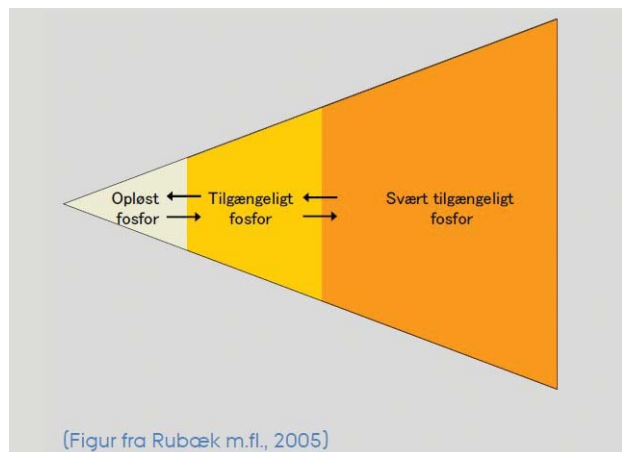 Opløst
fosfor
Tilgængeligt
fosfor
Svært tilgængeligt
fosfor
(Figur fra Rubæk m.fl., 2005)